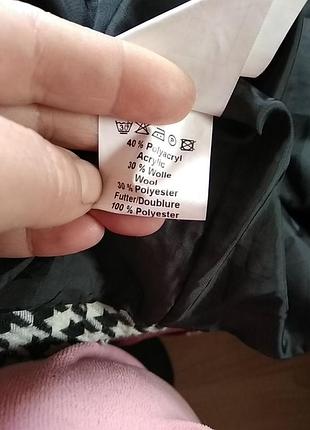 40 % Polyacryl
Acrylic
30 % Wolle
Wool
30 % Polyester
Futter/Doublure
100 % Polyester